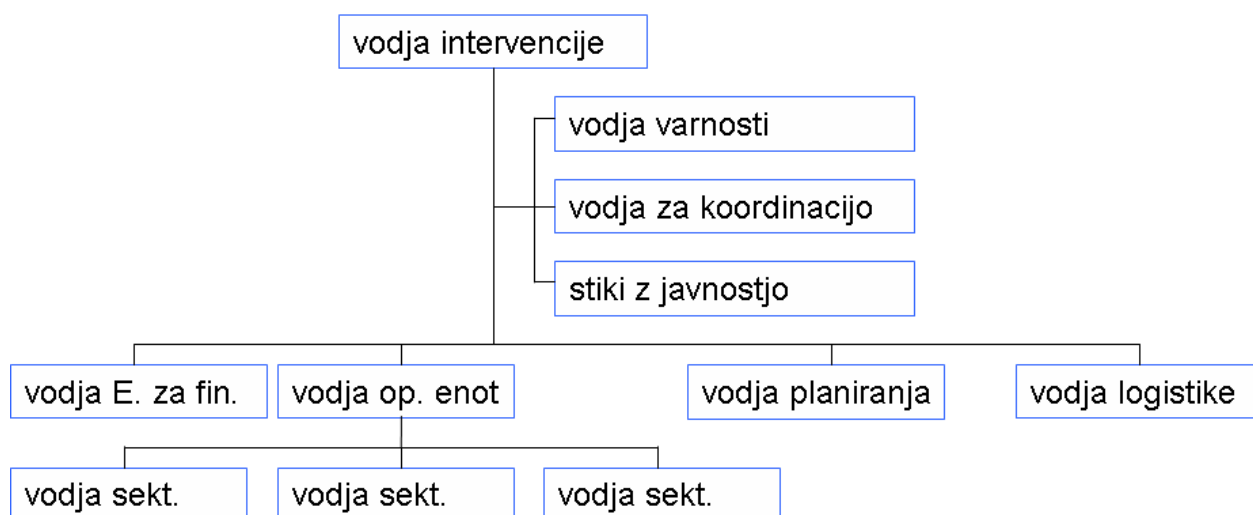 vodja intervencije
vodja varnosti
vodja za koordinacijo
stiki z javnostjo
vodja E. za fin.
vodja op. enot
vodja planiranja
vodja logistike
vodja sekt.
vodja sekt.
vodja sekt.